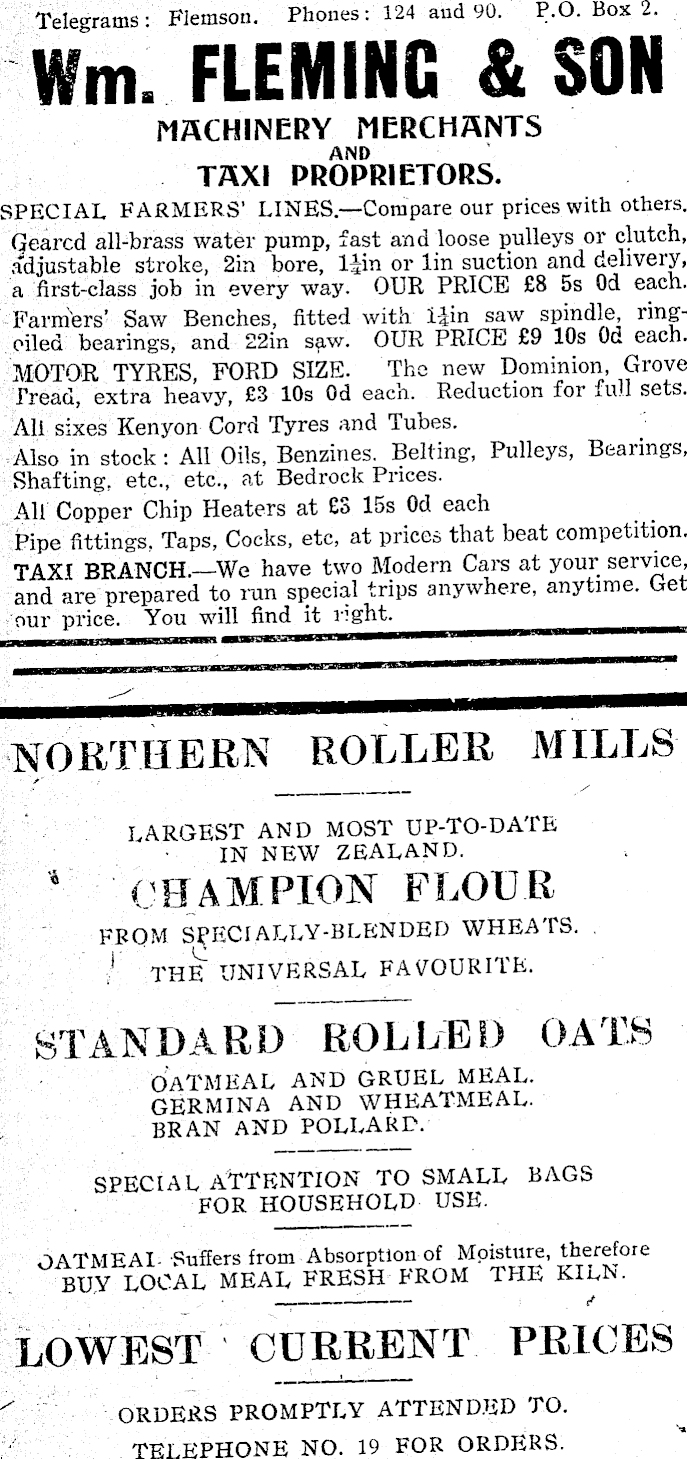 Telegrams: Flemson. Phones: 124 and 90. P.O. Box 2.
Wm. FLEMING & SON
MACHINERY MERCHANTS
AND
TAXI PROPRIETORS.
SPECIAL FARMERS' LINES.—Compare our prices with others.
Geared all-brass water pump, fast and loose pulleys or clutch,
adjustable stroke, 2in bore, 1¼in or 1in suction and delivery,
a first-class job in every way. OUR PRICE £8 5s 0d each.
Farmers' Saw Benches, fitted with 1¼in saw spindle, ring-
oiled bearings, and 22in saw. OUR PRICE £9 10s 0d each.
MOTOR TYRES, FORD SIZE. The new Dominion, Grove
Tread, extra heavy, £3 10s 0d each. Reduction for full sets.
All sixes Kenyon Cord Tyres and Tubes.
Also in stock: All Oils, Benzines. Belting, Pulleys, Bearings,
Shafting, etc., etc., at Bedrock Prices.
All Copper Chip Heaters at £3 15s 0d each
Pipe fittings, Taps, Cocks, etc, at prices that beat competition.
TAXI BRANCH.—We have two Modern Cars at your service,
and are prepared to run special trips anywhere, anytime. Get
our price. You will find it right.
NORTHERN ROLLER MILLS
LARGEST AND MOST UP-TO-DATE
IN NEW ZEALAND.
CHAMPION FLOUR
FROM SPECIALLY-BLENDED WHEATS.
THE UNIVERSAL FAVOURITE.
STANDARD ROLLED OATS
OATMEAL AND GRUEL MEAL.
GERMINA AND WHEATMEAL.
BRAN AND POLLARD.
SPECIAL ATTENTION TO SMALL BAGS
FOR HOUSEHOLD USE.
OATMEAL Suffers from Absorption of Moisture, therefore
BUY LOCAL MEAL FRESH FROM THE KILN.
LOWEST CURRENT PRICES
ORDERS PROMPTLY ATTENDED TO.
TELEPHONE NO. 19 FOR ORDERS.